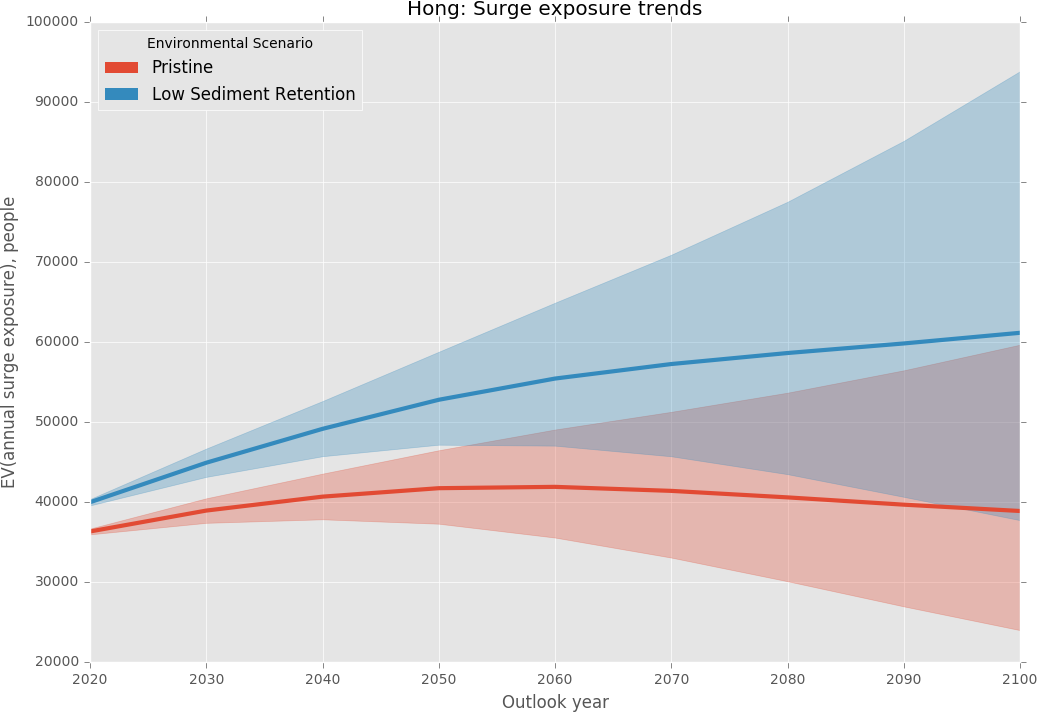 Hong: Surge exposure trends
100000
90000
80000
70000
60000
50000
40000
30000
20000
EV(annual surge exposure), people
Environmental Scenario
Pristine
Low Sediment Retention
2020 2030 2040 2050 2060 2070 2080 2090 2100
Outlook year